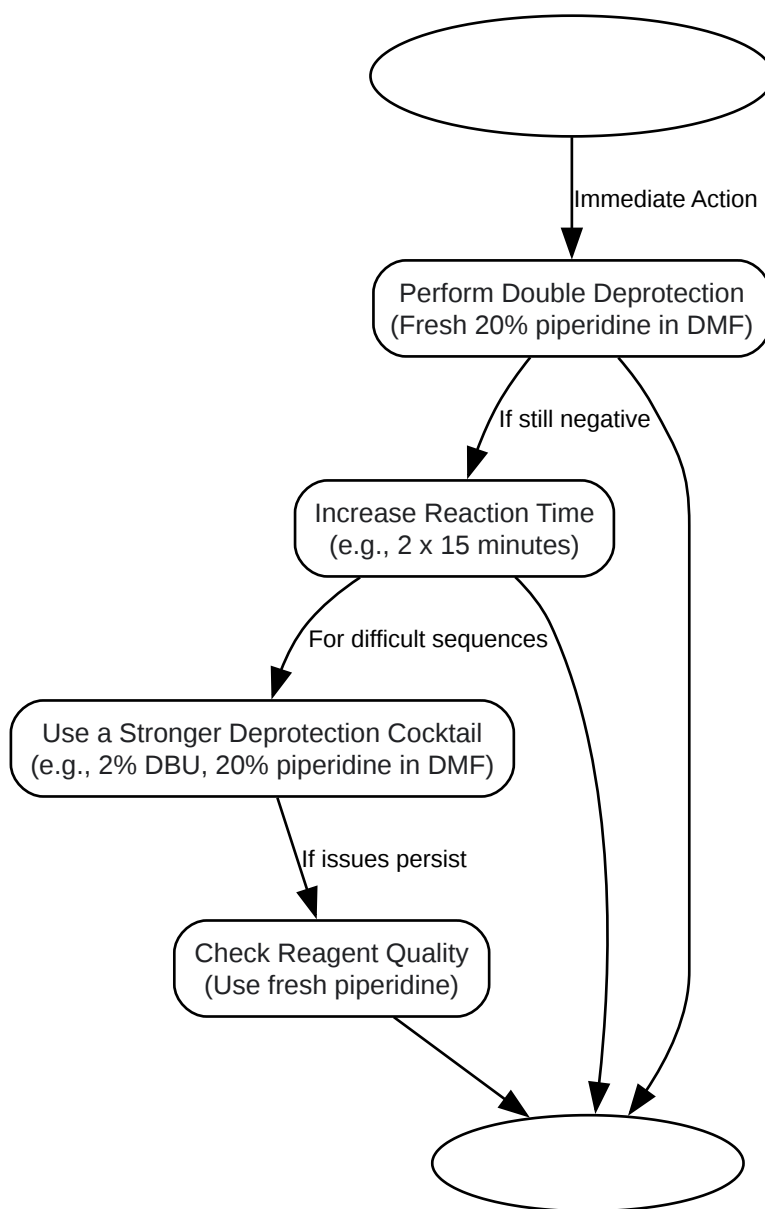 Immediate Action
Perform Double Deprotection
(Fresh 20% piperidine in DMF)
If still negative
Increase Reaction Time
(e.g., 2 x 15 minutes)
For difficult sequences
Use a Stronger Deprotection Cocktail
(e.g., 2% DBU, 20% piperidine in DMF)
If issues persist
Check Reagent Quality
(Use fresh piperidine)